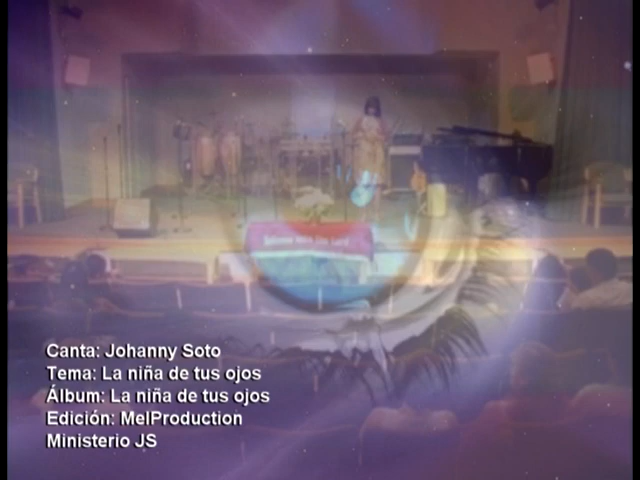 Canta: Johanny Soto
Tema: La niña de tus ojos
Álbum: La niña de tus ojos
Edición: MelProduction
Ministerio JS